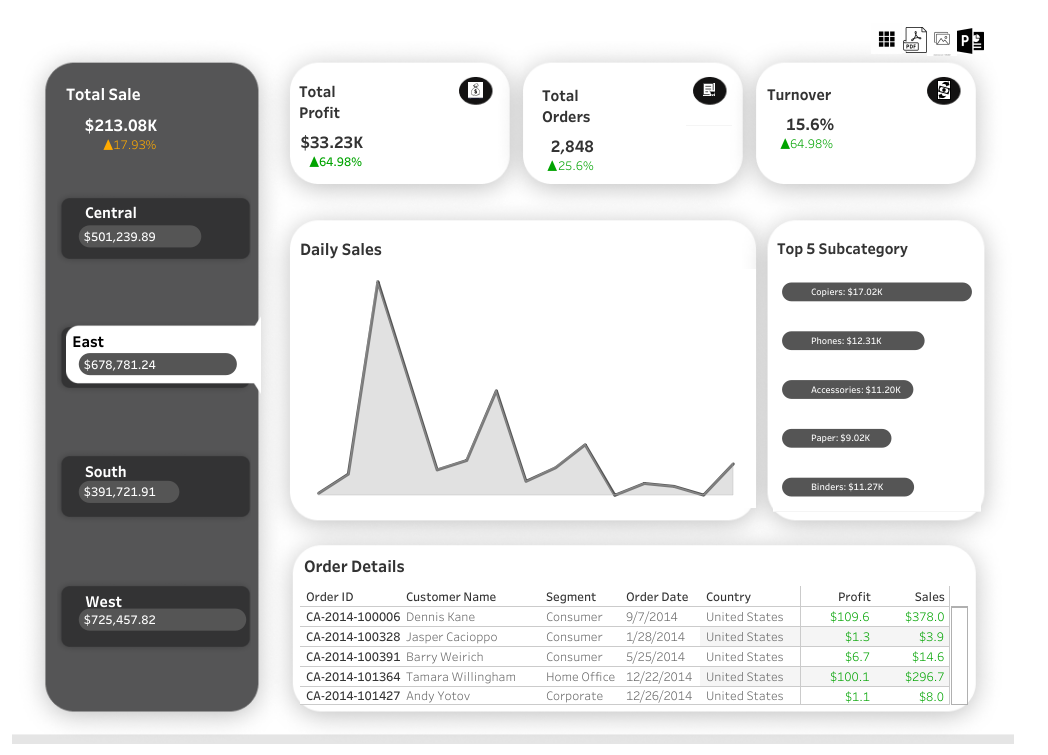 PDF
P
Total Sale
$213.08K
▲17.93%
Central
$501,239.89
East
$678,781.24
South
$391,721.91
West
$725,457.82
Total
Profit
$33.23K
▲64.98%
Total
Orders
2,848
▲25.6%
Turnover
15.6%
▲64.98%
Daily Sales
Top 5 Subcategory
Copiers: $17.02K
Phones: $12.31K
Accessories: $11.20K
Paper: $9.02K
Binders: $11.27K
Order Details
Order ID Customer Name Segment Order Date Country Profit Sales
CA-2014-100006 Dennis Kane Consumer 9/7/2014 United States $109.6 $378.0
CA-2014-100328 Jasper Cacioppo Consumer 1/28/2014 United States $1.3 $3.9
CA-2014-100391 Barry Weirich Consumer 5/25/2014 United States $6.7 $14.6
CA-2014-101364 Tamara Willingham Home Office 12/22/2014 United States $100.1 $296.7
CA-2014-101427 Andy Yotov Corporate 12/26/2014 United States $1.1 $8.0